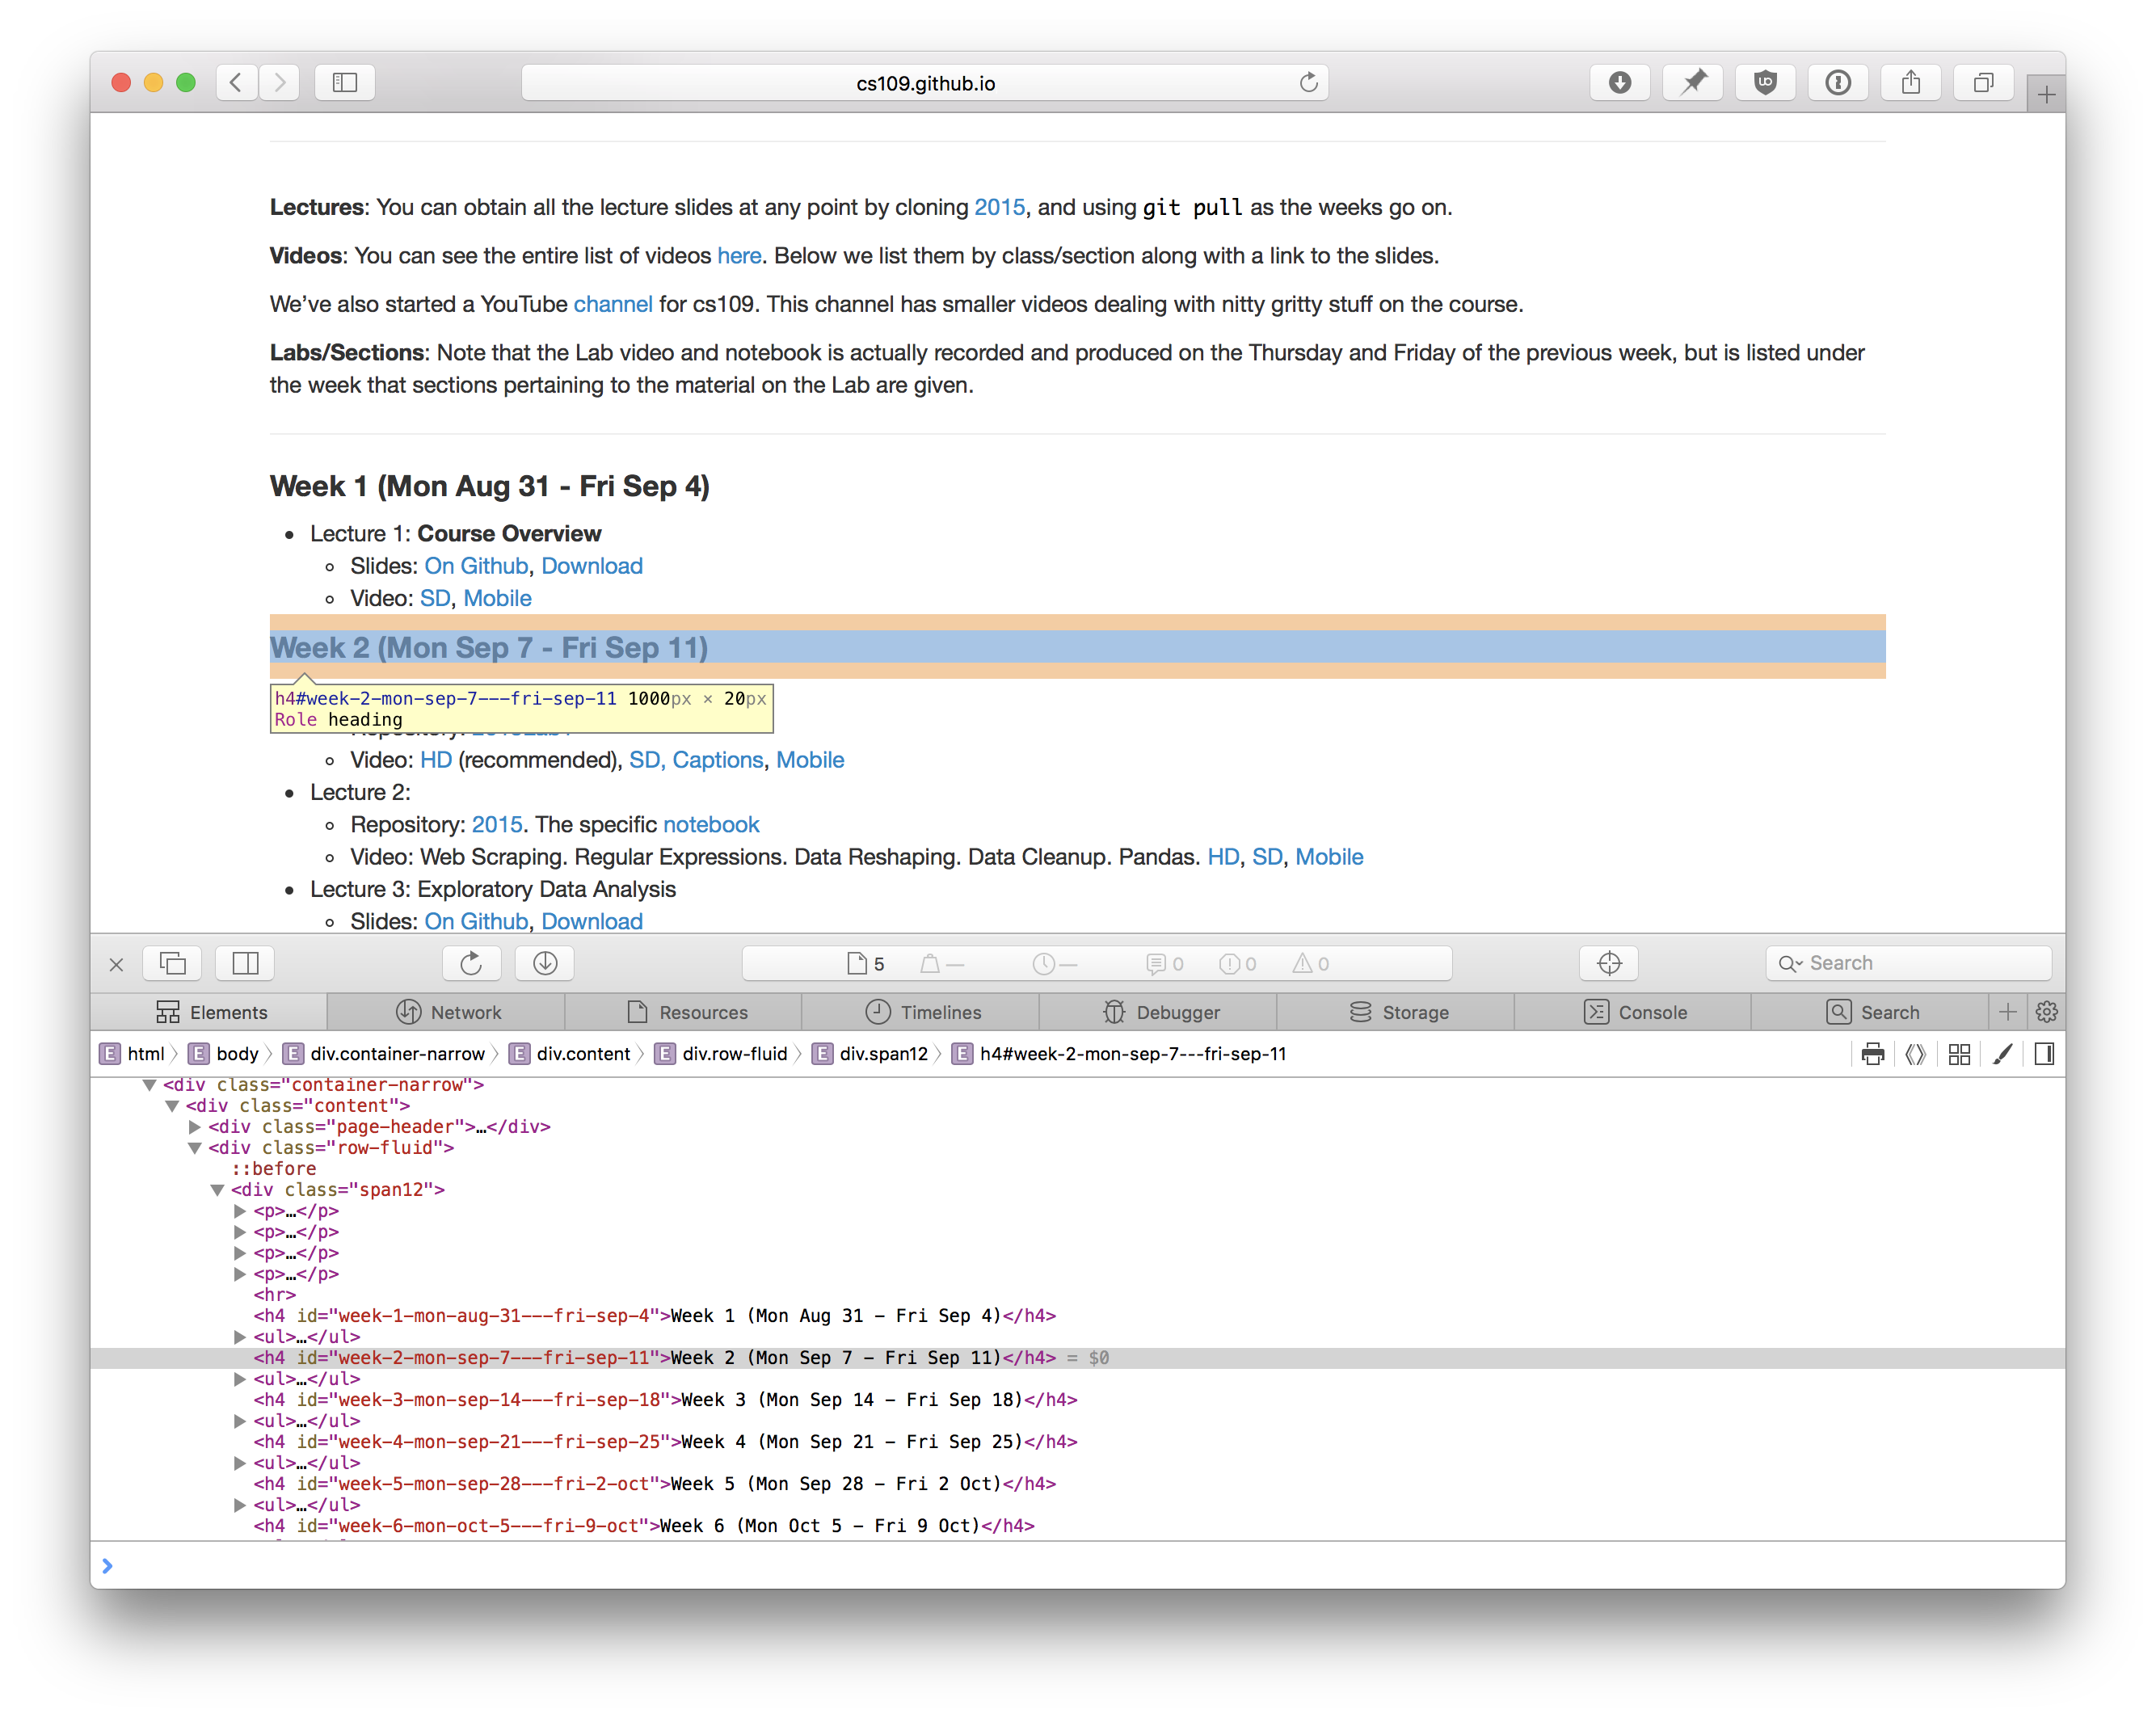 cs109.github.io
Lectures: You can obtain all the lecture slides at any point by cloning 2015, and using git pull as the weeks go on.
Videos: You can see the entire list of videos here. Below we list them by class/section along with a link to the slides.
We’ve also started a YouTube channel for cs109. This channel has smaller videos dealing with nitty gritty stuff on the course.
Labs/Sections: Note that the Lab video and notebook is actually recorded and produced on the Thursday and Friday of the previous week, but is listed under
the week that sections pertaining to the material on the Lab are given.
Week 1 (Mon Aug 31 - Fri Sep 4)
Lecture 1: Course Overview
Slides: On Github, Download
Video: SD, Mobile
Week 2 (Mon Sep 7 - Fri Sep 11)
h4#week-2-mon-sep-7---fri-sep-11 1000px × 20px
Role heading
Video: HD (recommended), SD, Captions, Mobile
Lecture 2:
Repository: 2015. The specific notebook
Video: Web Scraping. Regular Expressions. Data Reshaping. Data Cleanup. Pandas. HD, SD, Mobile
Lecture 3: Exploratory Data Analysis
Slides: On Github, Download
5 — — 0 0 0 Search
Elements Network Resources Timelines Debugger Storage Console Search
E html E body E div.container-narrow E div.content E div.row-fluid E div.span12 E h4#week-2-mon-sep-7---fri-sep-11
<div class="container-narrow">
<div class="content">
<div class="page-header">…</div>
<div class="row-fluid">
::before
<div class="span12">
<p>…</p>
<p>…</p>
<p>…</p>
<p>…</p>
<hr>
<h4 id="week-1-mon-aug-31---fri-sep-4">Week 1 (Mon Aug 31 - Fri Sep 4)</h4>
<ul>…</ul>
<h4 id="week-2-mon-sep-7---fri-sep-11">Week 2 (Mon Sep 7 - Fri Sep 11)</h4> = $0
<ul>…</ul>
<h4 id="week-3-mon-sep-14---fri-sep-18">Week 3 (Mon Sep 14 - Fri Sep 18)</h4>
<ul>…</ul>
<h4 id="week-4-mon-sep-21---fri-sep-25">Week 4 (Mon Sep 21 - Fri Sep 25)</h4>
<ul>…</ul>
<h4 id="week-5-mon-sep-28---fri-2-oct">Week 5 (Mon Sep 28 - Fri 2 Oct)</h4>
<ul>…</ul>
<h4 id="week-6-mon-oct-5---fri-9-oct">Week 6 (Mon Oct 5 - Fri 9 Oct)</h4>